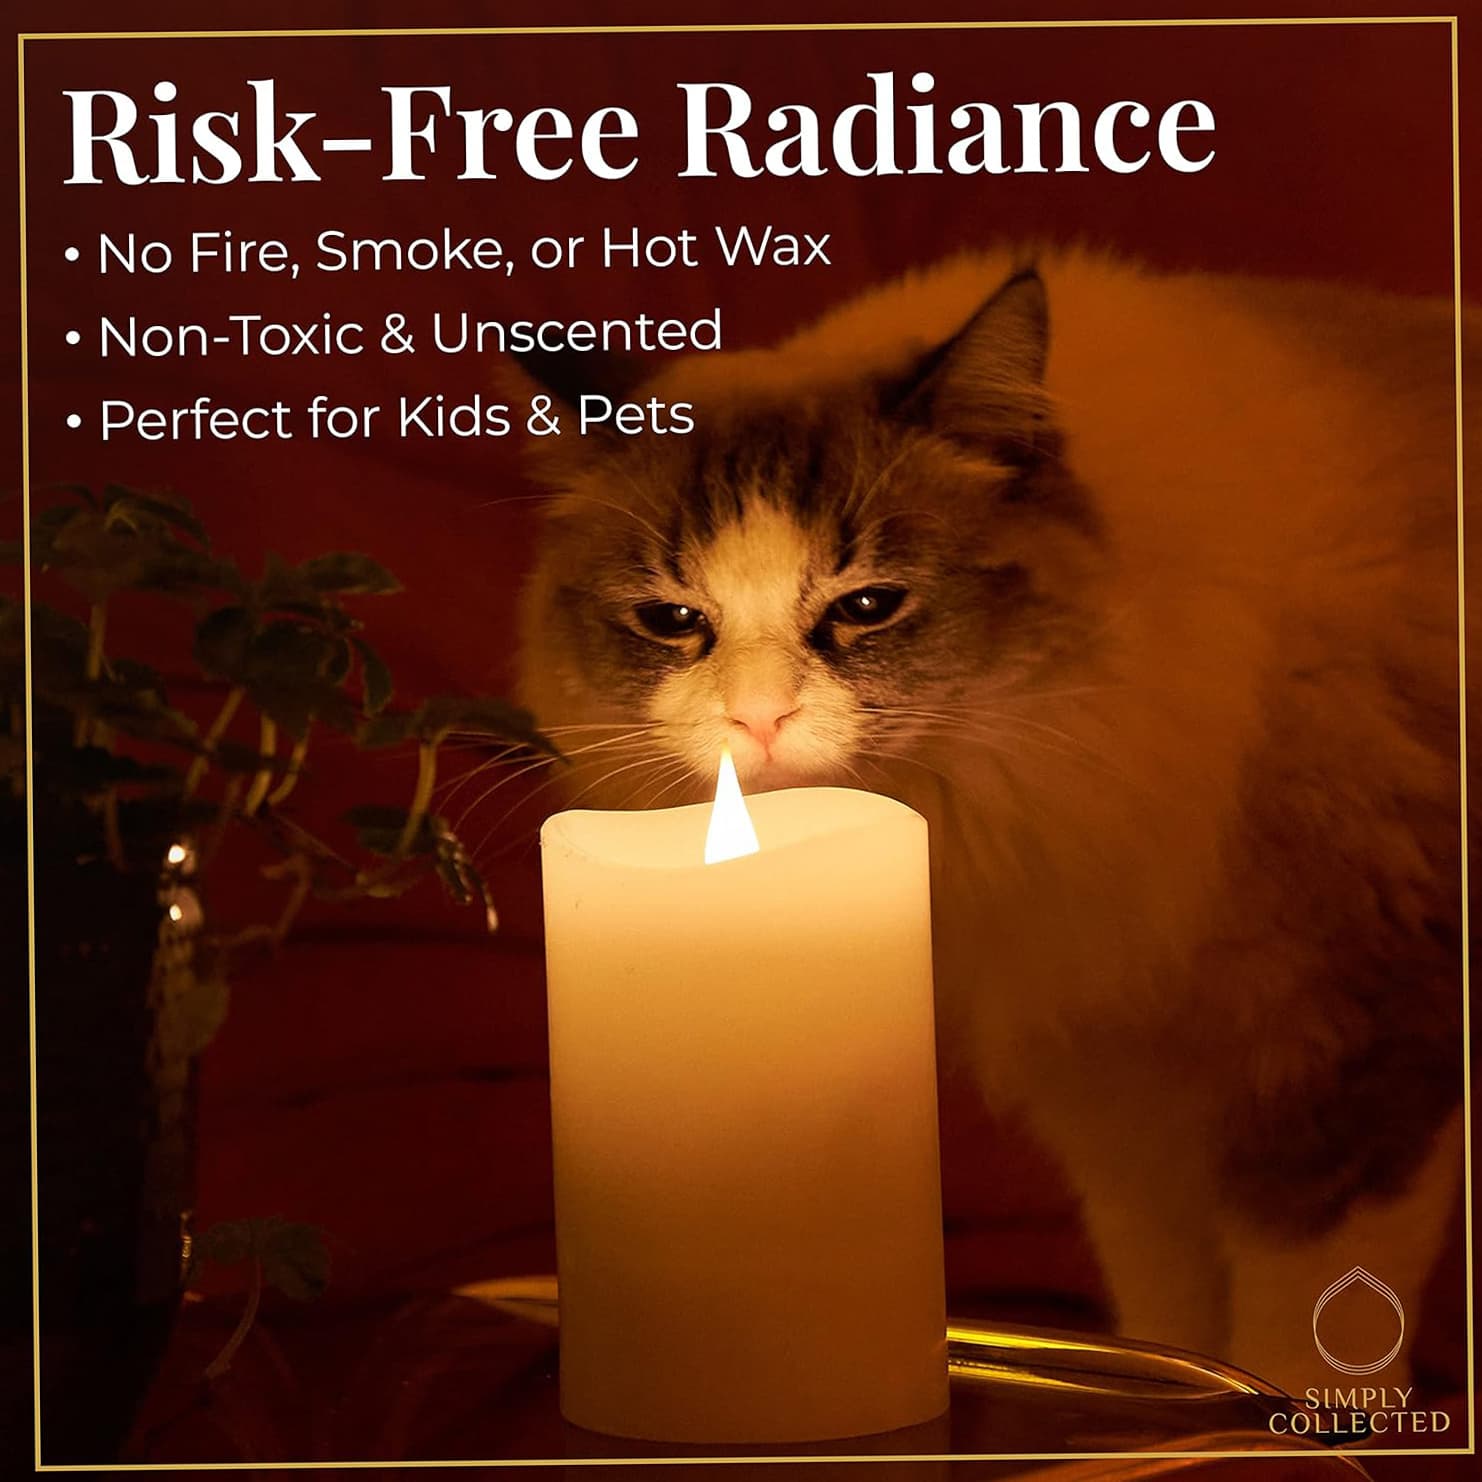 Risk-Free Radiance
• No Fire, Smoke, or Hot Wax
• Non-Toxic & Unscented
• Perfect for Kids & Pets
SIMPLY
COLLECTED